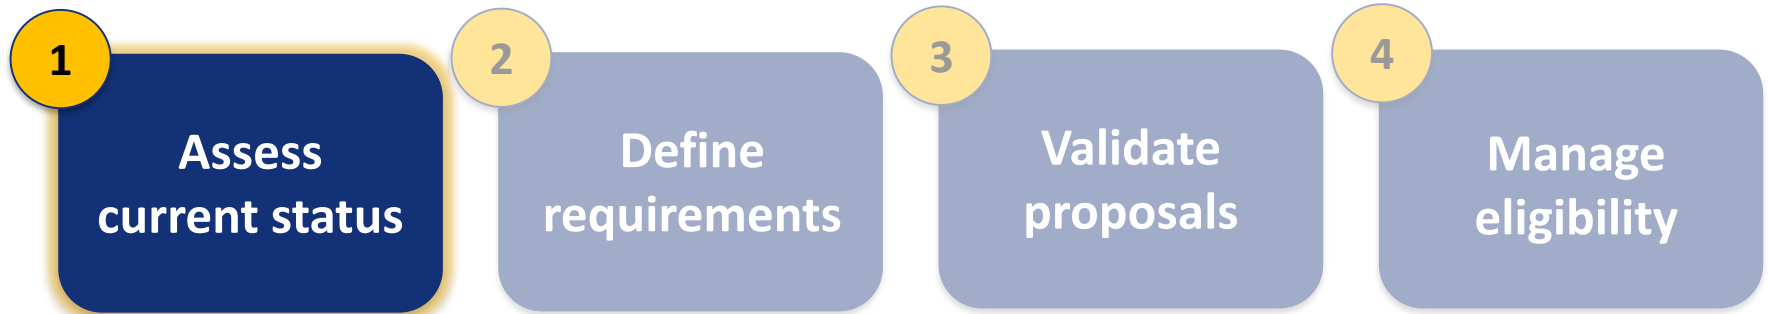 1
Assess
current status
2
Define
requirements
3
Validate
proposals
4
Manage
eligibility